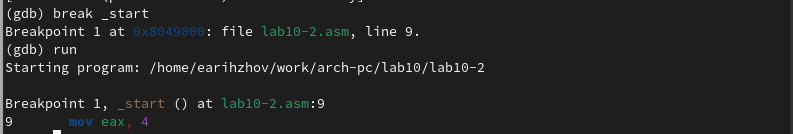 (gdb) break _start
Breakpoint 1 at 0x8049000: file lab10-2.asm, line 9.
(gdb) run
Starting program: /home/earihzhov/work/arch-pc/lab10/lab10-2
Breakpoint 1, _start () at lab10-2.asm:9
9 mov eax, 4